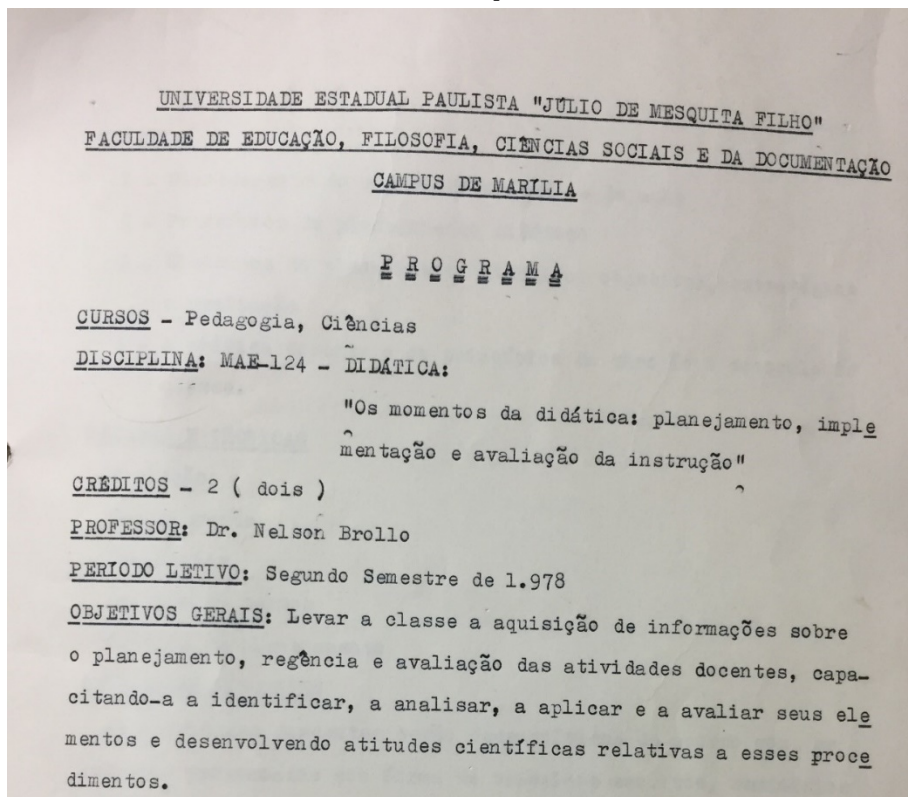 UNIVERSIDADE ESTADUAL PAULISTA "JÚLIO DE MESQUITA FILHO"
FACULDADE DE EDUCAÇÃO, FILOSOFIA, CIÊNCIAS SOCIAIS E DA DOCUMENTAÇÃO
CAMPUS DE MARÍLIA
P R O G R A M A
CURSOS - Pedagogia, Ciências
DISCIPLINA: MAE-124 - DIDÁTICA:
"Os momentos da didática: planejamento, imple
mentação e avaliação da instrução"
CRÉDITOS - 2 ( dois )
PROFESSOR: Dr. Nelson Brollo
PERÍODO LETIVO: Segundo Semestre de 1.978
OBJETIVOS GERAIS: Levar a classe a aquisição de informações sobre
o planejamento, regência e avaliação das atividades docentes, capa-
citando-a a identificar, a analisar, a aplicar e a avaliar seus ele
mentos e desenvolvendo atitudes científicas relativas a esses proce
dimentos.